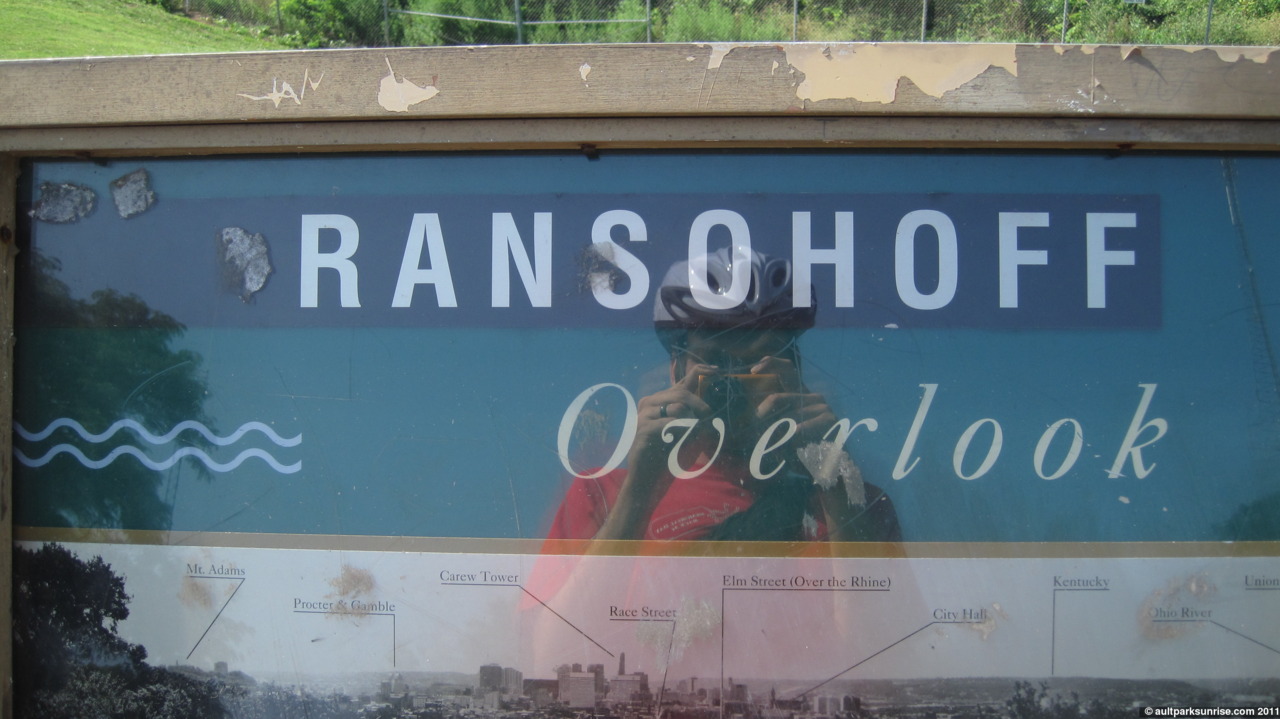 RANSOHOFF
Overlook
Mt. Adams
Procter & Gamble
Carew Tower
Race Street
Elm Street (Over the Rhine)
City Hall
Kentucky
Ohio River
Union
© aultparksunrise.com 2011